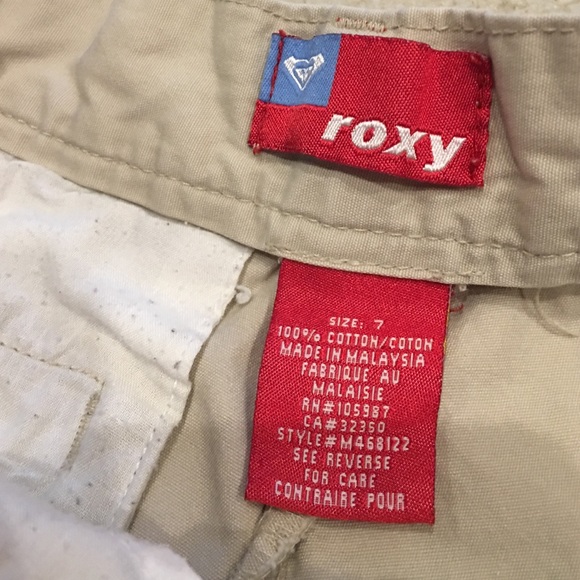 roxy
SIZE: 7
100% COTTON/COTON
MADE IN MALAYSIA
FABRIQUE AU
MALAISIE
RN#105987
CA#32350
STYLE#M468122
SEE REVERSE
FOR CARE
CONTRAIRE POUR